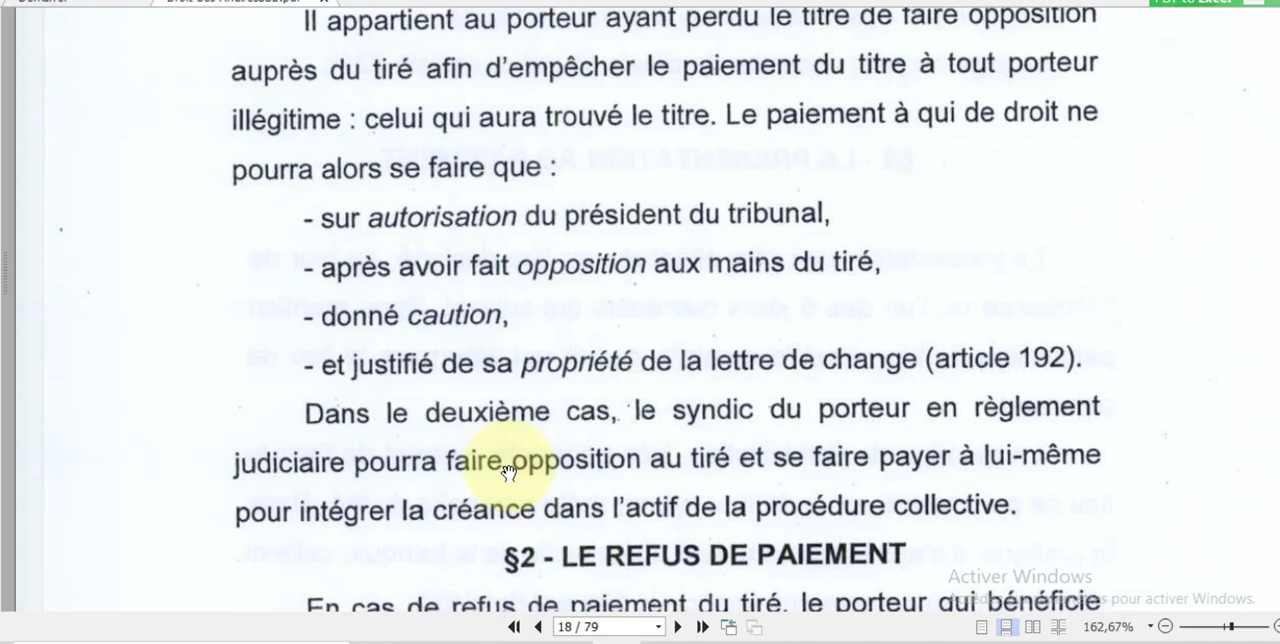 Il appartient au porteur ayant perdu le titre de faire opposition
auprès du tiré afin d'empêcher le paiement du titre à tout porteur
illégitime : celui qui aura trouvé le titre. Le paiement à qui de droit ne
pourra alors se faire que :
- sur autorisation du président du tribunal,
- après avoir fait opposition aux mains du tiré,
- donné caution,
- et justifié de sa propriété de la lettre de change (article 192).
Dans le deuxième cas, le syndic du porteur en règlement
judiciaire pourra faire opposition au tiré et se faire payer à lui-même
pour intégrer la créance dans l'actif de la procédure collective.
§2 - LE REFUS DE PAIEMENT
Activer Windows
En cas de refus de paiement du tiré, le porteur qui bénéficie
pour activer Windows.
18 / 79
162,67%